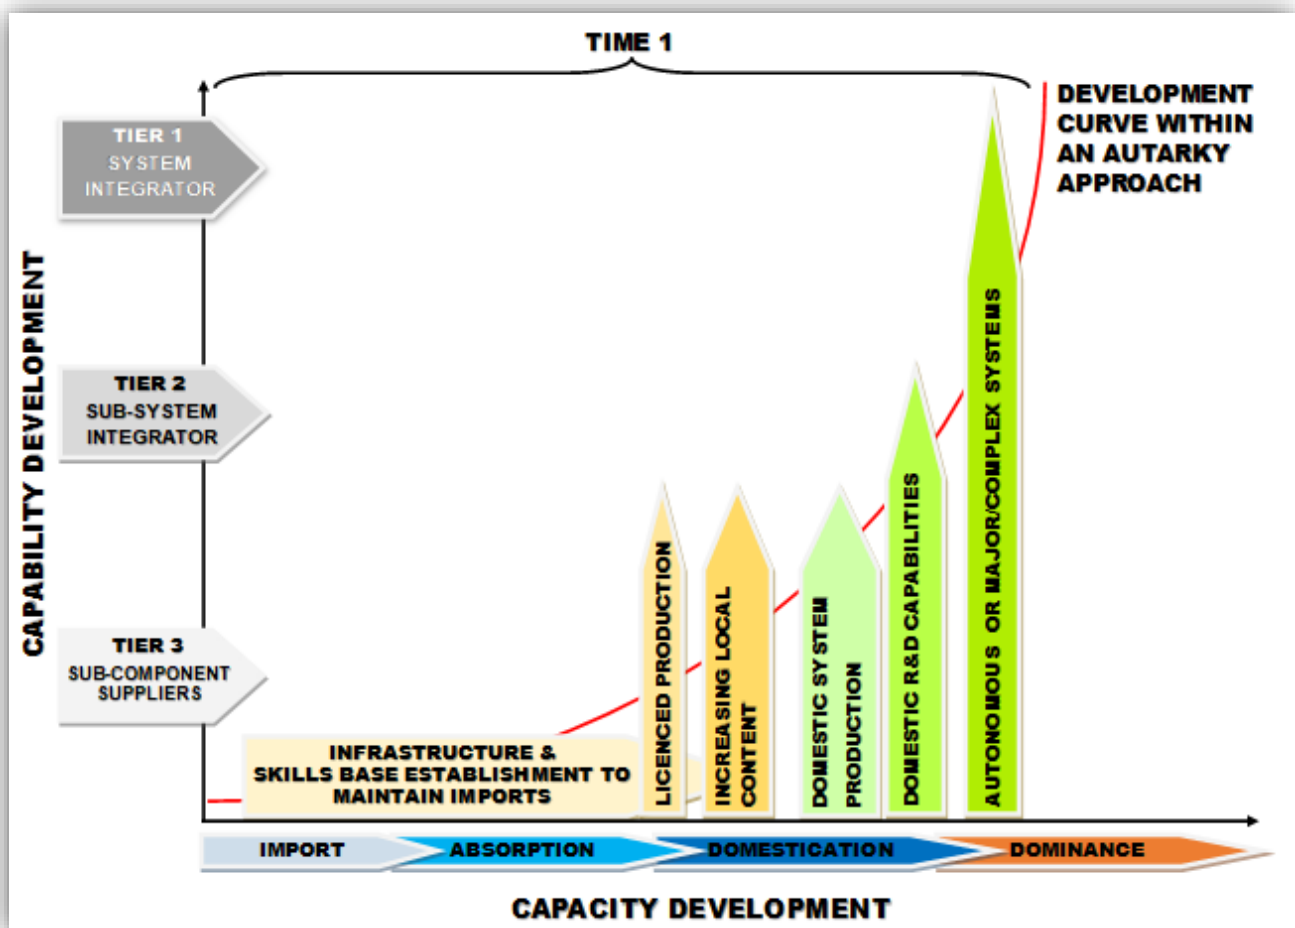 TIME 1
DEVELOPMENT
CURVE WITHIN
AN AUTARKY
APPROACH
TIER 1
SYSTEM
INTEGRATOR
CAPABILITY DEVELOPMENT
TIER 2
SUB-SYSTEM
INTEGRATOR
TIER 3
SUB-COMPONENT
SUPPLIERS
INFRASTRUCTURE &
SKILLS BASE ESTABLISHMENT TO
MAINTAIN IMPORTS
LICENCED PRODUCTION
INCREASING LOCAL
CONTENT
DOMESTIC SYSTEM
PRODUCTION
DOMESTIC R&D CAPABILITIES
AUTONOMOUS OR MAJOR/COMPLEX SYSTEMS
IMPORT
ABSORPTION
DOMESTICATION
DOMINANCE
CAPACITY DEVELOPMENT